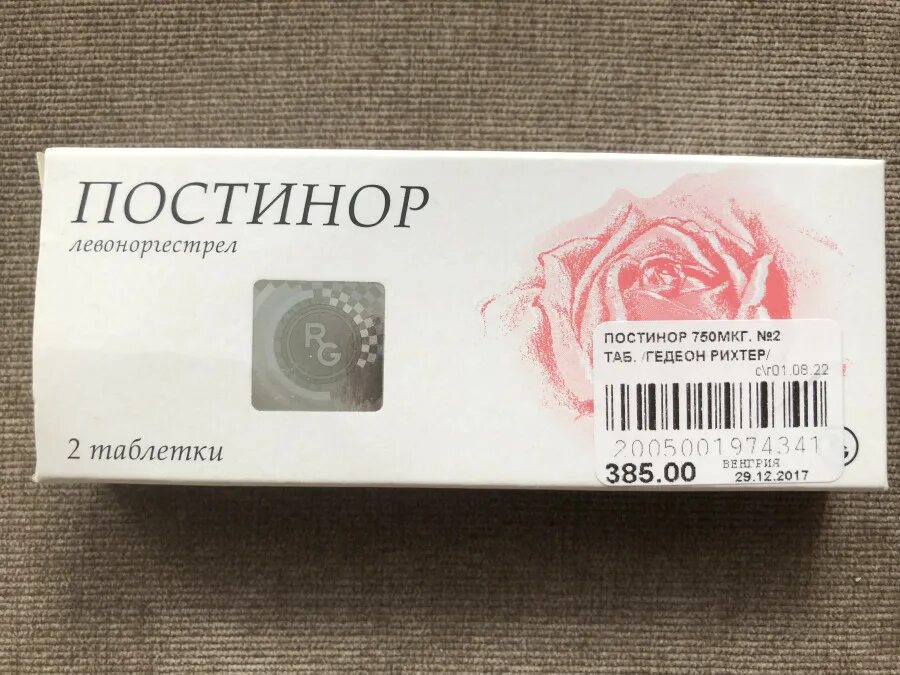 ПОСТИНОР
левоноргестрел
RG
2 таблетки
ПОСТИНОР 750МКГ. №2
ТАБ. /ГЕДЕОН РИХТЕР/
с\г01.08.22
2005001974341
385.00
ВЕНГРИЯ
29.12.2017